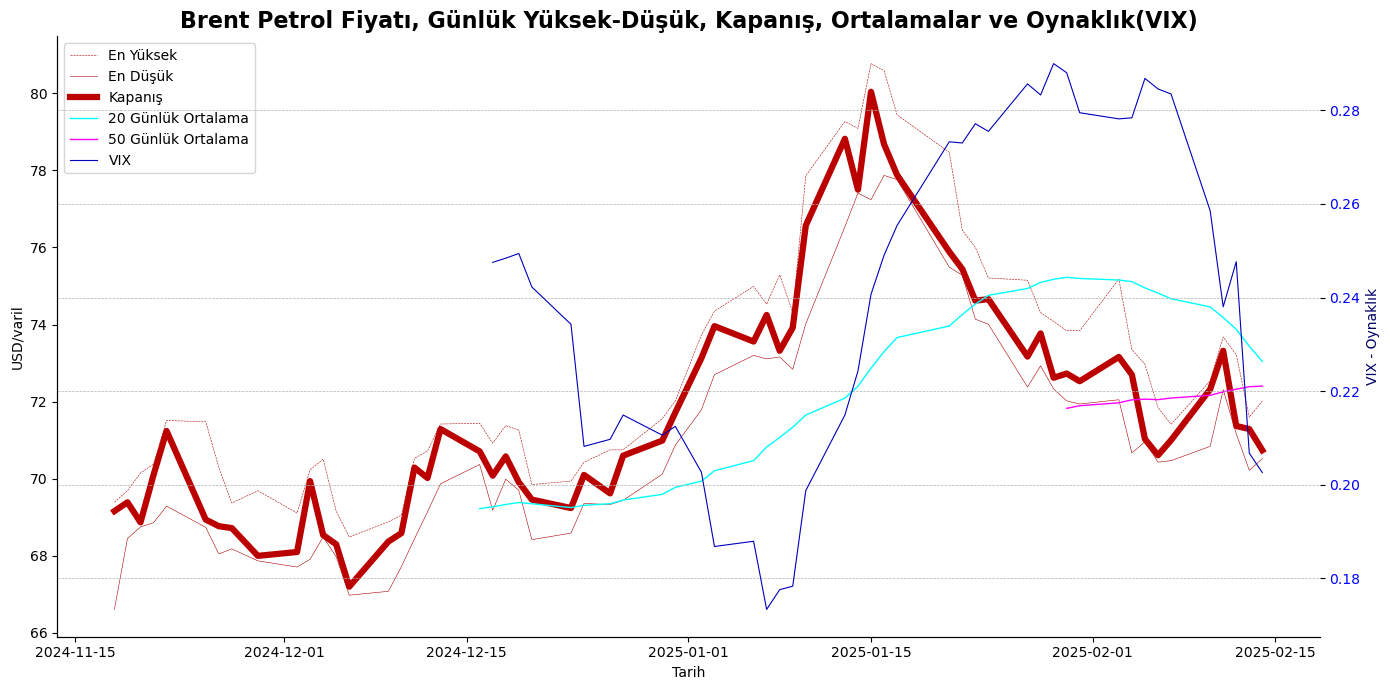 Brent Petrol Fiyatı, Günlük Yüksek-Düşük, Kapanış, Ortalamalar ve Oynaklık(VIX)
En Yüksek
En Düşük
Kapanış
20 Günlük Ortalama
50 Günlük Ortalama
VIX
USD/varil
80
78
76
74
72
70
68
66
0.28
0.26
0.24
0.22
0.20
0.18
VIX - Oynaklık
2024-11-15
2024-12-01
2024-12-15
2025-01-01
2025-01-15
2025-02-01
2025-02-15
Tarih